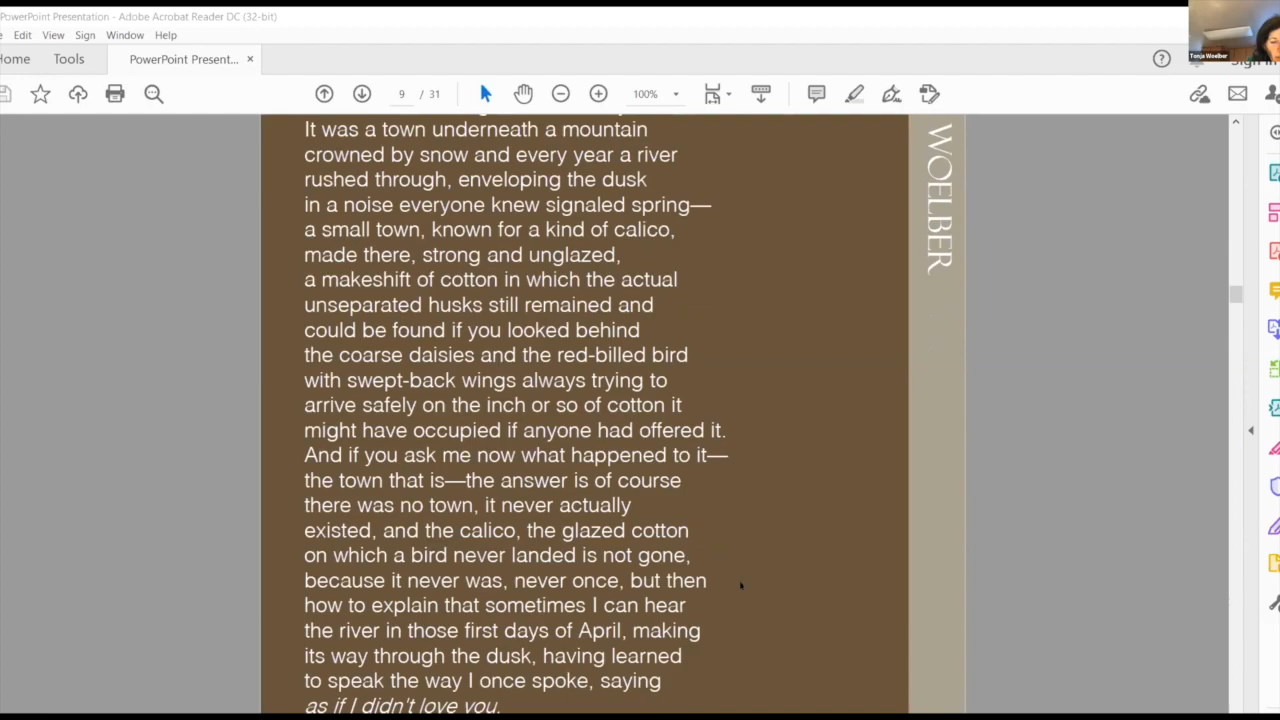 PowerPoint Presentation - Adobe Acrobat Reader DC (32-bit)
Edit View Sign Window Help
Tonja Woelber
Home Tools PowerPoint Present... ×
9 / 31 100%
It was a town underneath a mountain
crowned by snow and every year a river
rushed through, enveloping the dusk
in a noise everyone knew signaled spring—
a small town, known for a kind of calico,
made there, strong and unglazed,
a makeshift of cotton in which the actual
unseparated husks still remained and
could be found if you looked behind
the coarse daisies and the red-billed bird
with swept-back wings always trying to
arrive safely on the inch or so of cotton it
might have occupied if anyone had offered it.
And if you ask me now what happened to it—
the town that is—the answer is of course
there was no town, it never actually
existed, and the calico, the glazed cotton
on which a bird never landed is not gone,
because it never was, never once, but then
how to explain that sometimes I can hear
the river in those first days of April, making
its way through the dusk, having learned
to speak the way I once spoke, saying
as if I didn't love you.
WOELBER